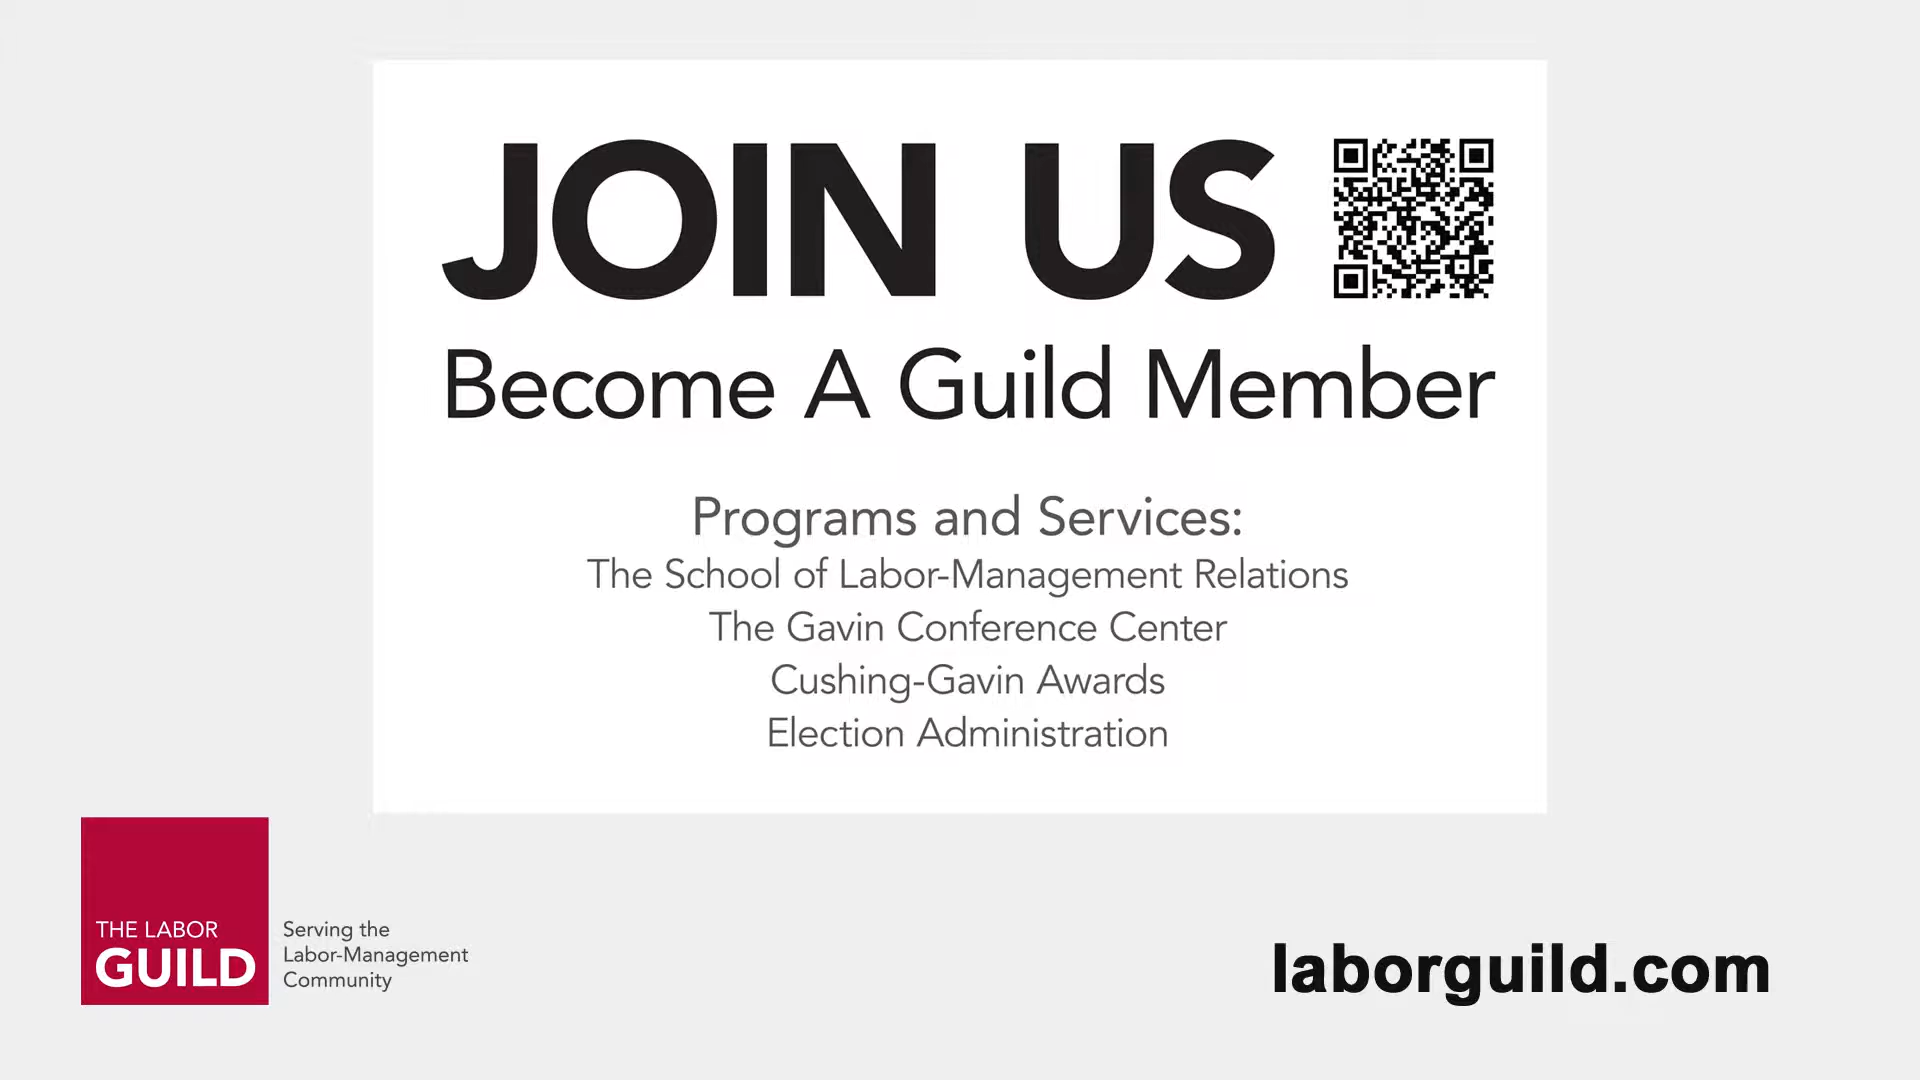 JOIN US
Become A Guild Member
Programs and Services:
The School of Labor-Management Relations
The Gavin Conference Center
Cushing-Gavin Awards
Election Administration
THE LABOR
GUILD
Serving the
Labor-Management
Community
laborguild.com